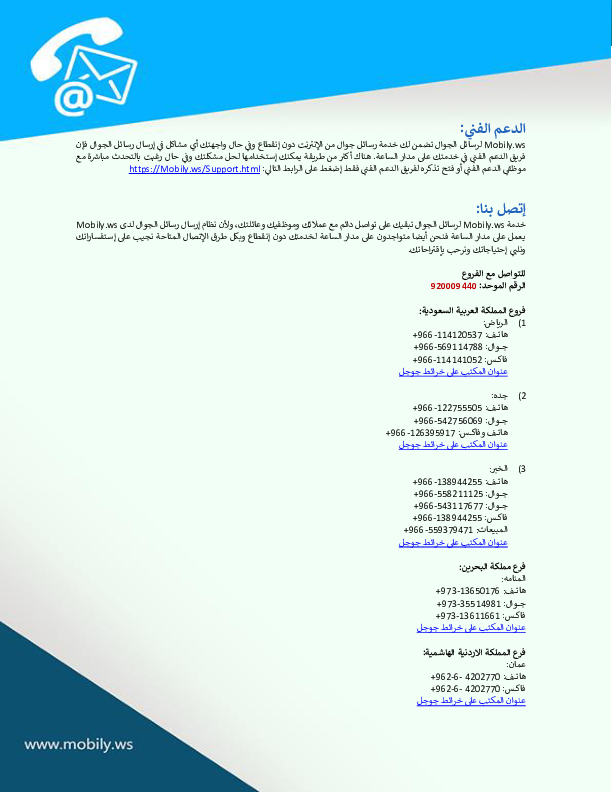 الدعم الفني:
Mobily.ws لرسائل الجوال تضمن لك خدمة رسائل جوال من الإنترنت دون إنقطاع وفي حال واجهتك أي مشاكل في إرسال رسائل الجوال فإن
فريق الدعم الفني في خدمتك على مدار الساعة. هناك أكثر من طريقة يمكنك إستخدامها لحل مشكلتك وفي حال رغبت بالتحدث مباشرة مع
موظفي الدعم الفني أو فتح تذكره لفريق الدعم الفني فقط إضغط على الرابط التالي: https://Mobily.ws/Support.html
إتصل بنا:
خدمة Mobily.ws لرسائل الجوال تبقيك على تواصل دائم مع عملائك وموظفيك وعائلتك، ولأن نظام إرسال رسائل الجوال لدى Mobily.ws
يعمل على مدار الساعة فنحن أيضا متواجدون على مدار الساعة لخدمتك دون إنقطاع وبكل طرق الإتصال المتاحة نجيب على إستفساراتك
ونلبي إحتياجاتك ونرحب بإقتراحاتك.
للتواصل مع الفروع
الرقم الموحد: 920009440
فروع المملكة العربية السعودية:
1) الرياض:
هاتف: 114120537-966+
جوال: 569114788-966+
فاكس: 114141052-966+
عنوان المكتب على خرائط جوجل
2) جده:
هاتف: 122755505-966+
جوال: 542756069-966+
هاتف وفاكس: 126395917-966+
عنوان المكتب على خرائط جوجل
3) الخبر:
هاتف: 138944255-966+
جوال: 558211125-966+
جوال: 543117677-966+
فاكس: 138944255-966+
المبيعات: 559379471-966+
عنوان المكتب على خرائط جوجل
فرع مملكة البحرين:
المنامه:
هاتف: 13650176-973+
جوال: 35514981-973+
فاكس: 13611661-973+
عنوان المكتب على خرائط جوجل
فرع المملكة الاردنية الهاشمية:
عمان:
هاتف: 4202770 -6-962+
فاكس: 4202770 -6-962+
عنوان المكتب على خرائط جوجل
www.mobily.ws